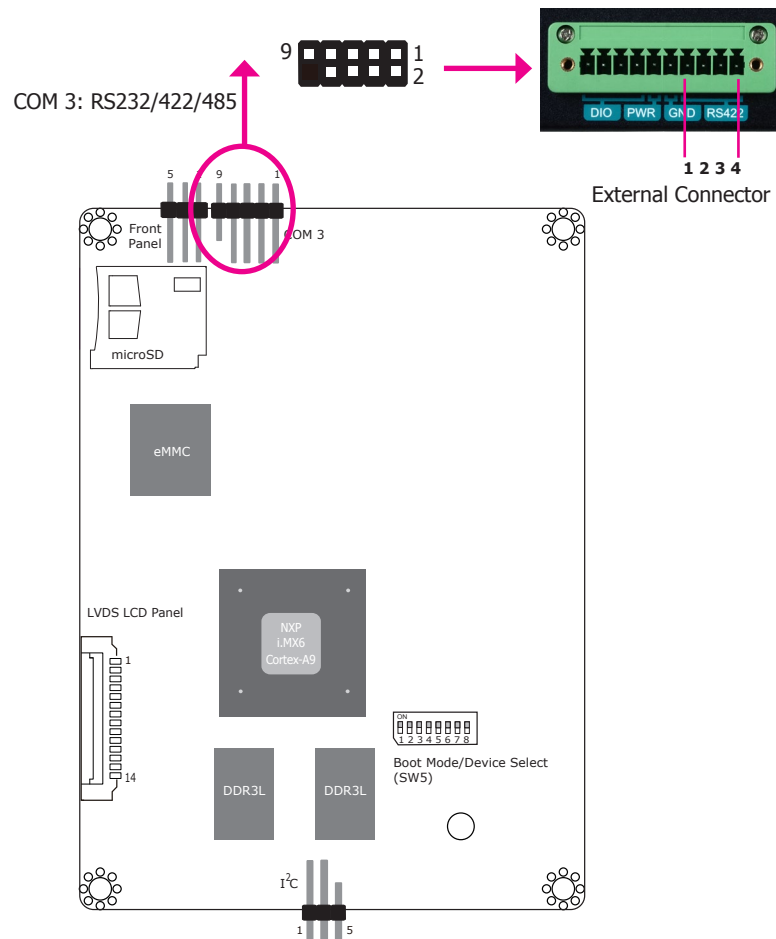 9
1
2
COM 3: RS232/422/485
DIO PWR GND RS422
1 2 3 4
External Connector
5
9
1
Front
Panel
COM 3
microSD
eMMC
LVDS LCD Panel
1
14
NXP
i.MX6
Cortex-A9
ON
1 2 3 4 5 6 7 8
Boot Mode/Device Select
(SW5)
DDR3L
DDR3L
I²C
1
5